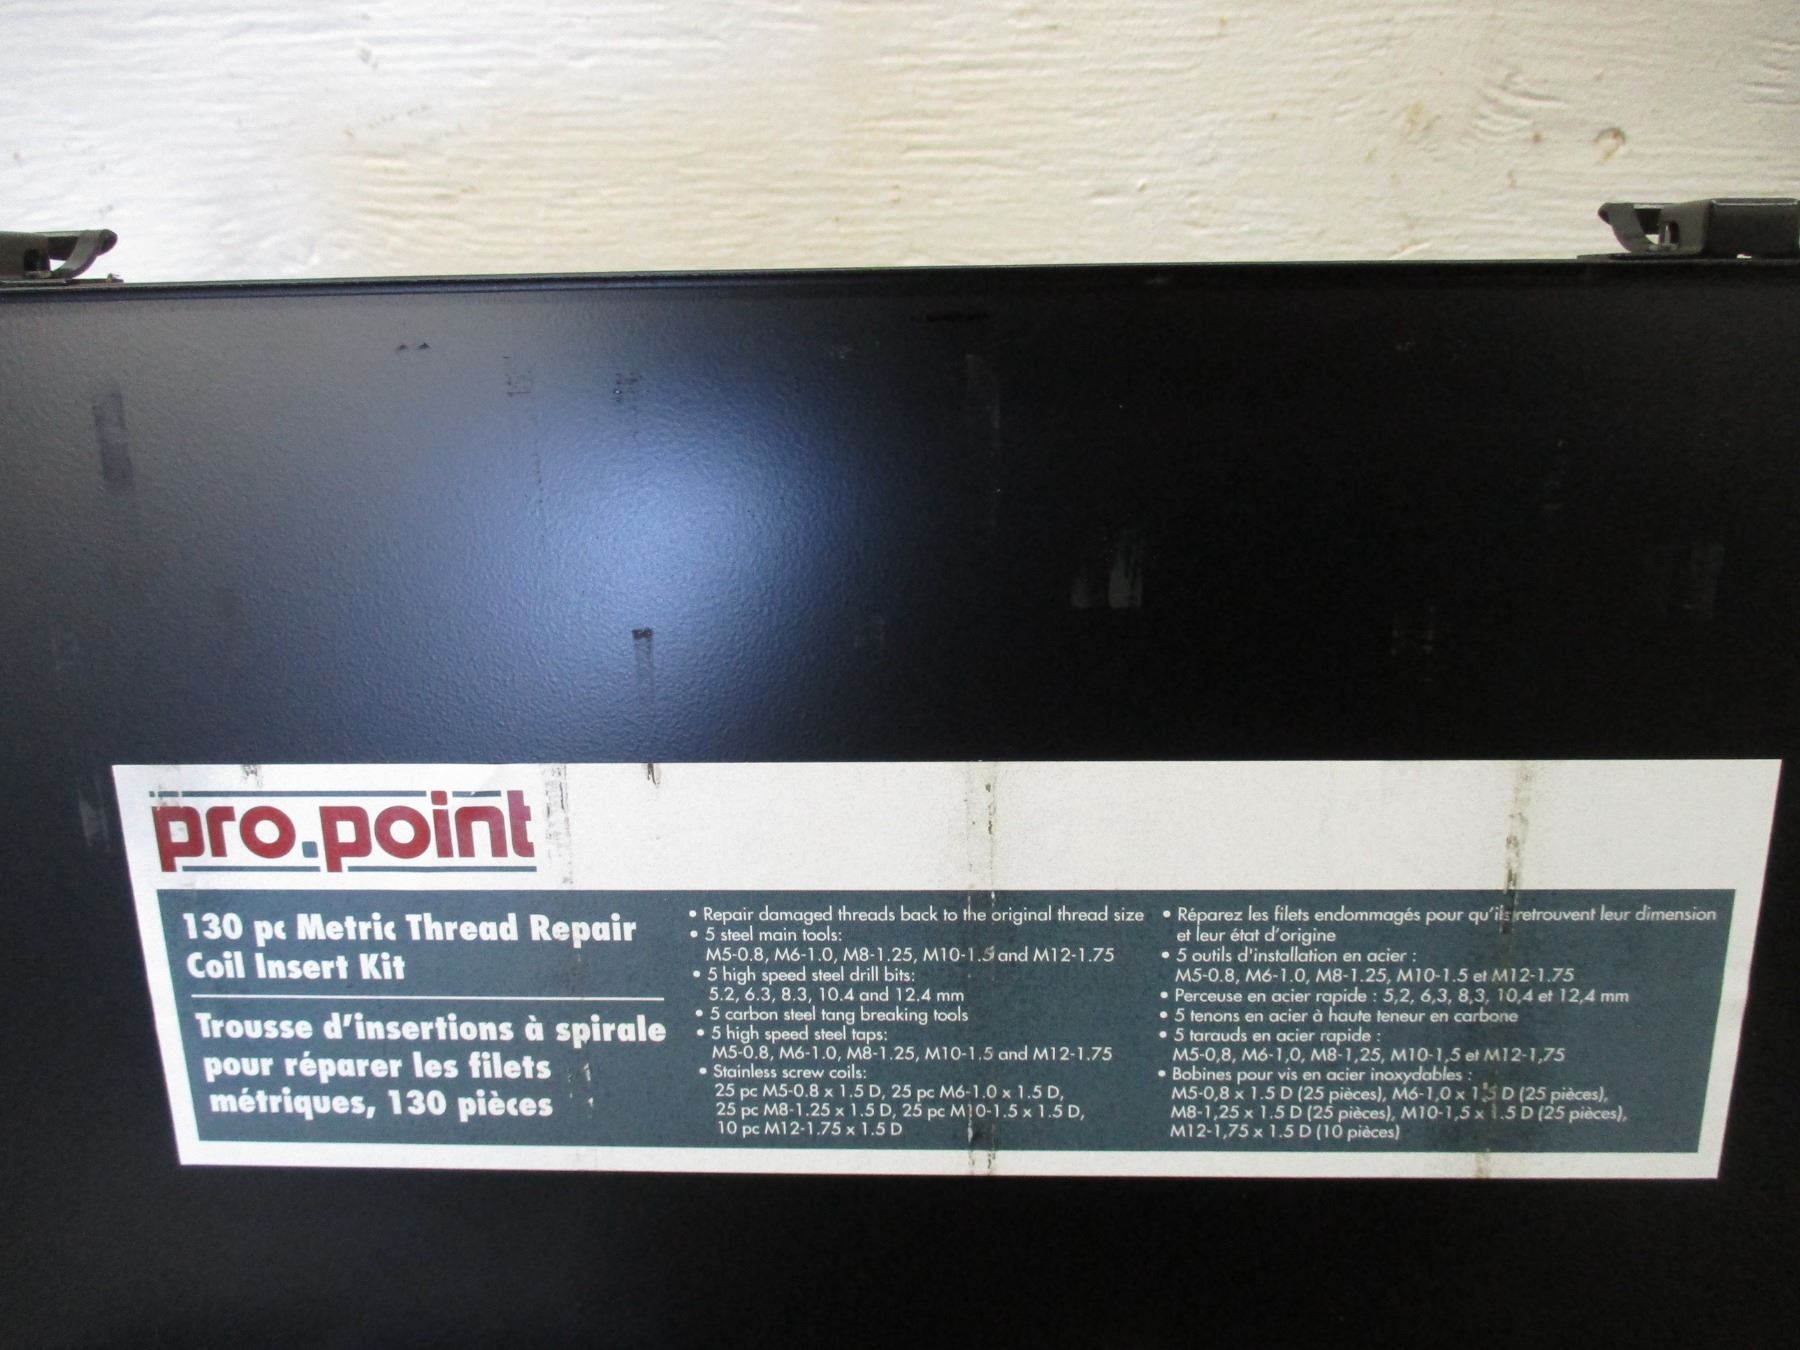 pro.point
130 pc Metric Thread Repair
Coil Insert Kit
Trousse d'insertions à spirale
pour réparer les filets
métriques, 130 pièces
• Repair damaged threads back to the original thread size
• 5 steel main tools:
M5-0.8, M6-1.0, M8-1.25, M10-1.5 and M12-1.75
• 5 high speed steel drill bits:
5.2, 6.3, 8.3, 10.4 and 12.4 mm
• 5 carbon steel tang breaking tools
• 5 high speed steel taps:
M5-0.8, M6-1.0, M8-1.25, M10-1.5 and M12-1.75
• Stainless screw coils:
25 pc M5-0.8 x 1.5 D, 25 pc M6-1.0 x 1.5 D,
25 pc M8-1.25 x 1.5 D, 25 pc M10-1.5 x 1.5 D,
10 pc M12-1.75 x 1.5 D
• Réparez les filets endommagés pour qu'ils retrouvent leur dimension
et leur état d'origine
• 5 outils d'installation en acier :
M5-0.8, M6-1.0, M8-1.25, M10-1.5 et M12-1.75
• Perceuse en acier rapide : 5,2, 6,3, 8,3, 10,4 et 12,4 mm
• 5 tenons en acier à haute teneur en carbone
• 5 tarauds en acier rapide :
M5-0,8, M6-1,0, M8-1,25, M10-1,5 et M12-1,75
• Bobines pour vis en acier inoxydables :
M5-0,8 x 1.5 D (25 pièces), M6-1,0 x 1.5 D (25 pièces),
M8-1,25 x 1.5 D (25 pièces), M10-1,5 x 1.5 D (25 pièces),
M12-1,75 x 1.5 D (10 pièces)